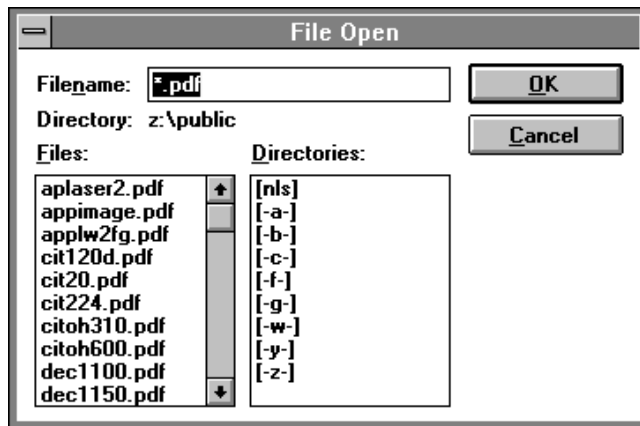 File Open
Filename: *.pdf
OK
Directory: z:\public
Cancel
Files:
Directories:
aplaser2.pdf
appimage.pdf
applw2fg.pdf
cit120d.pdf
cit20.pdf
cit224.pdf
citoh310.pdf
citoh600.pdf
dec1100.pdf
dec1150.pdf
[nls]
[-a-]
[-b-]
[-c-]
[-f-]
[-g-]
[-w-]
[-y-]
[-z-]